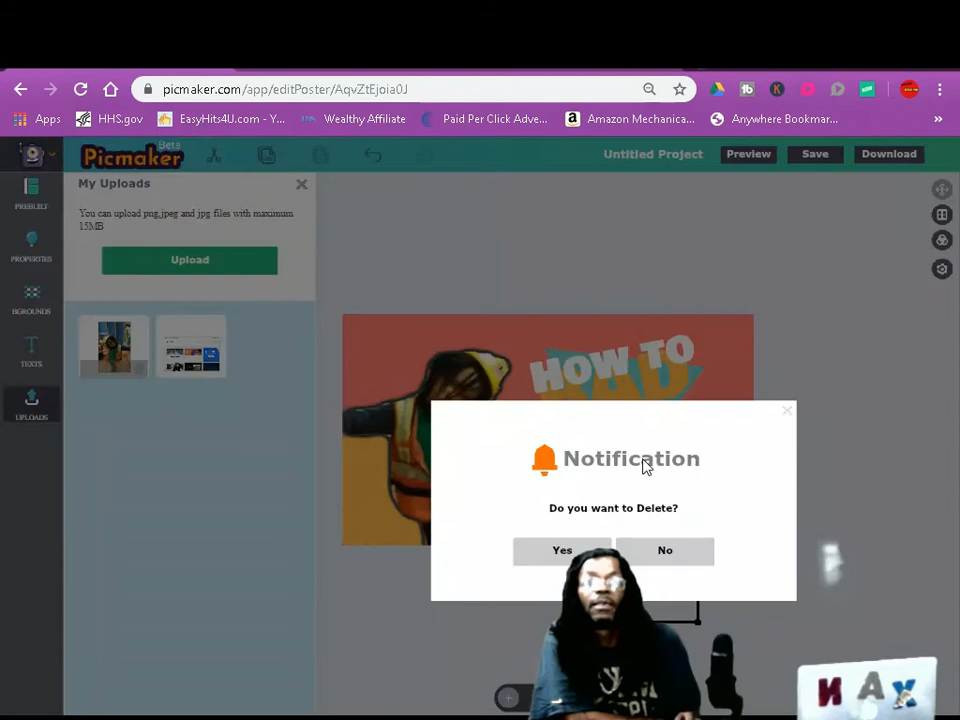 picmaker.com/app/editPoster/AqvZtEjoia0J
Apps HHS.gov EasyHits4U.com - Y... Wealthy Affiliate Paid Per Click Adve... Amazon Mechanica... Anywhere Bookmar... »
Picmaker Beta Untitled Project Preview Save Download
My Uploads
You can upload png,jpeg and jpg files with maximum
15MB
Upload
PREBUILT
PROPERTIES
BGROUNDS
TEXTS
UPLOADS
HOW TO
Notification
Do you want to Delete?
Yes No